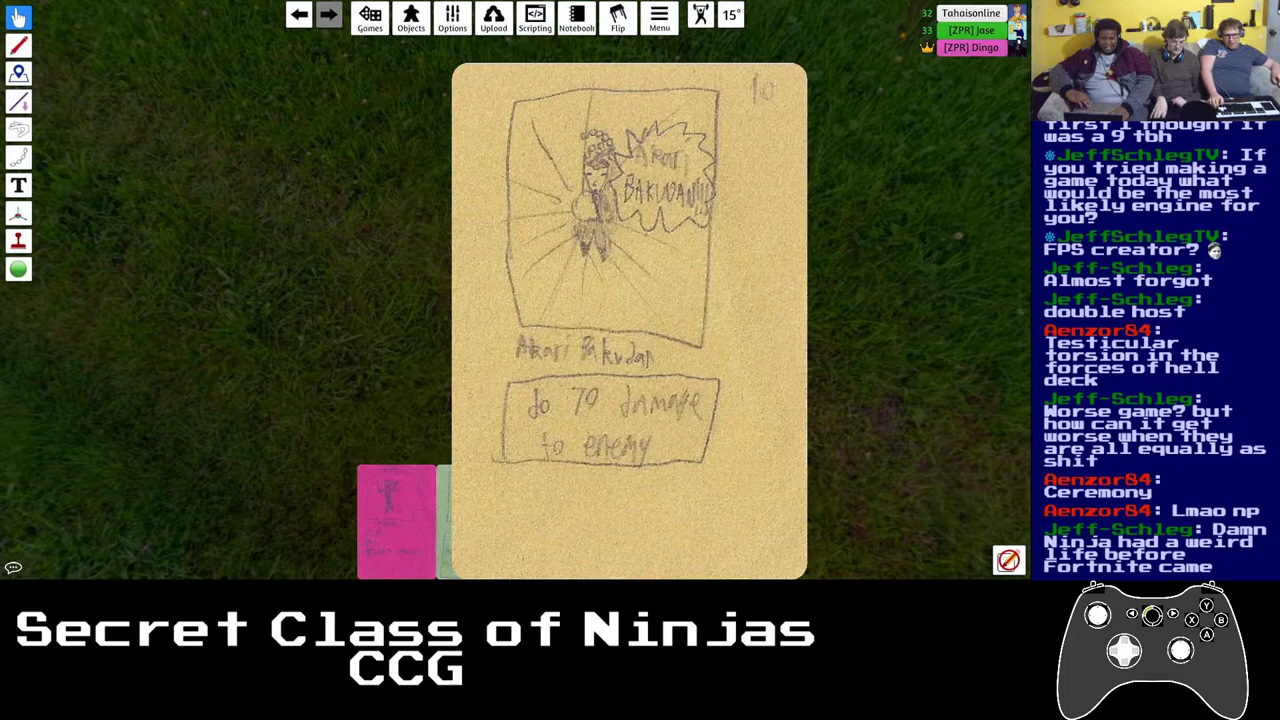 Games
Objects
Options
Upload
Scripting
Notebook
Flip
Menu
15°
32 Tahaisonline
33 [ZPR] Jase
[ZPR] Dingo
10
Akari
BAKUDAN!!!
Akari Bakudan
do 70 damage
to enemy
T
first I thought it
was a 9 tbh
JeffSchlegTV: If
you tried making a
game today what
would be the most
likely engine for
you?
JeffSchlegTV:
FPS creator?
Jeff-Schleg:
Almost forgot
Jeff-Schleg:
double host
Aenzor84:
Testicular
torsion in the
forces of hell
deck
Jeff-Schleg:
Worse game? but
how can it get
worse when they
are all equally as
shit
Aenzor84:
Ceremony
Aenzor84: Lmao np
Jeff-Schleg: Damn
Ninja had a weird
life before
Fortnite came
Secret Class of Ninjas
CCG
Y
X
B
A